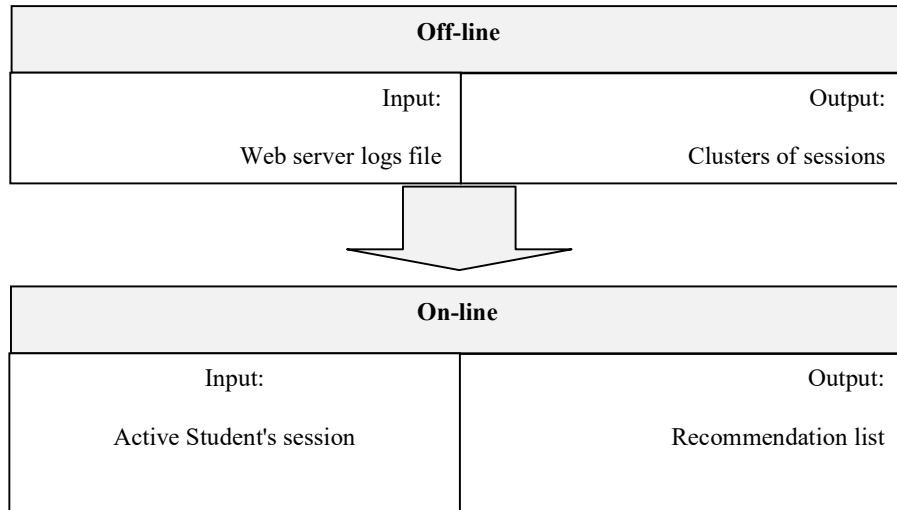 Off-line
Input:
Web server logs file
Output:
Clusters of sessions
On-line
Input:
Active Student's session
Output:
Recommendation list